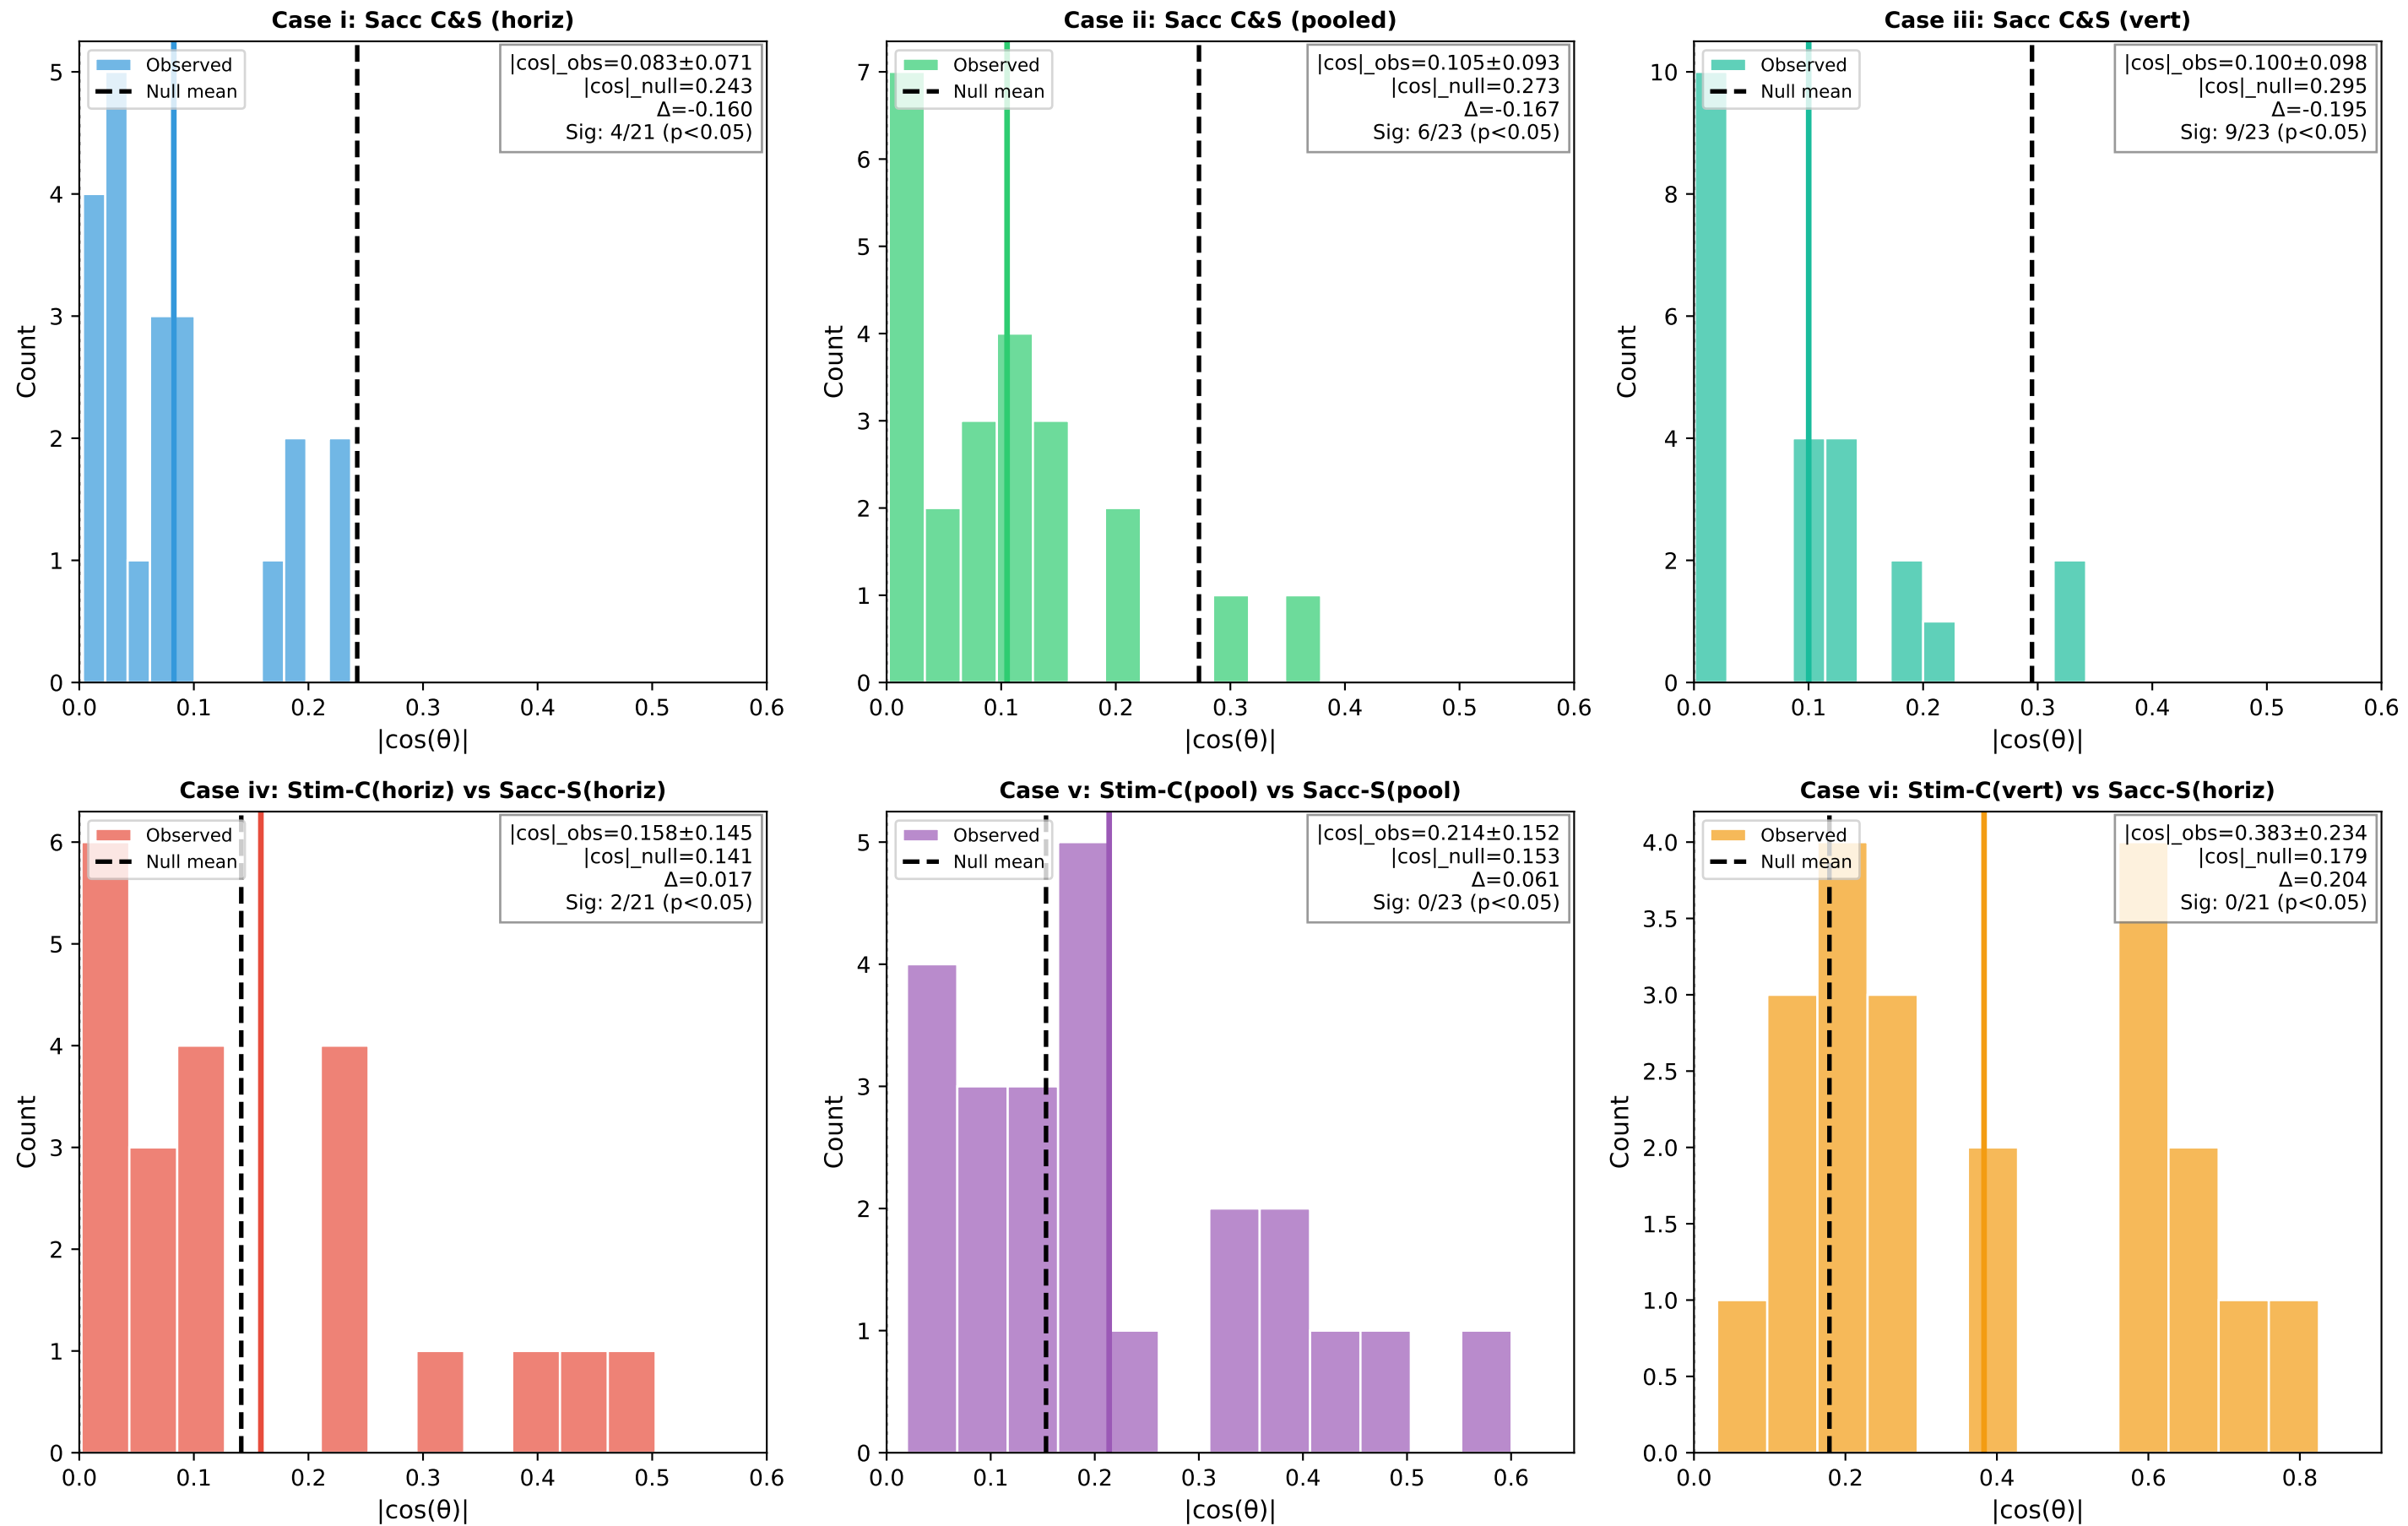 Case i: Sacc C&S (horiz)
Observed
Null mean
|cos|_obs=0.083±0.071
|cos|_null=0.243
Δ=-0.160
Sig: 4/21 (p<0.05)
Count
5
4
3
2
1
0
0.0 0.1 0.2 0.3 0.4 0.5 0.6
|cos(θ)|
Case ii: Sacc C&S (pooled)
Observed
Null mean
|cos|_obs=0.105±0.093
|cos|_null=0.273
Δ=-0.167
Sig: 6/23 (p<0.05)
Count
7
6
5
4
3
2
1
0
0.0 0.1 0.2 0.3 0.4 0.5 0.6
|cos(θ)|
Case iii: Sacc C&S (vert)
Observed
Null mean
|cos|_obs=0.100±0.098
|cos|_null=0.295
Δ=-0.195
Sig: 9/23 (p<0.05)
Count
10
8
6
4
2
0
0.0 0.1 0.2 0.3 0.4 0.5 0.6
|cos(θ)|
Case iv: Stim-C(horiz) vs Sacc-S(horiz)
Observed
Null mean
|cos|_obs=0.158±0.145
|cos|_null=0.141
Δ=0.017
Sig: 2/21 (p<0.05)
Count
6
5
4
3
2
1
0
0.0 0.1 0.2 0.3 0.4 0.5 0.6
|cos(θ)|
Case v: Stim-C(pool) vs Sacc-S(pool)
Observed
Null mean
|cos|_obs=0.214±0.152
|cos|_null=0.153
Δ=0.061
Sig: 0/23 (p<0.05)
Count
5
4
3
2
1
0
0.0 0.1 0.2 0.3 0.4 0.5 0.6
|cos(θ)|
Case vi: Stim-C(vert) vs Sacc-S(horiz)
Observed
Null mean
|cos|_obs=0.383±0.234
|cos|_null=0.179
Δ=0.204
Sig: 0/21 (p<0.05)
Count
4.0
3.5
3.0
2.5
2.0
1.5
1.0
0.5
0.0
0.0 0.2 0.4 0.6 0.8
|cos(θ)|